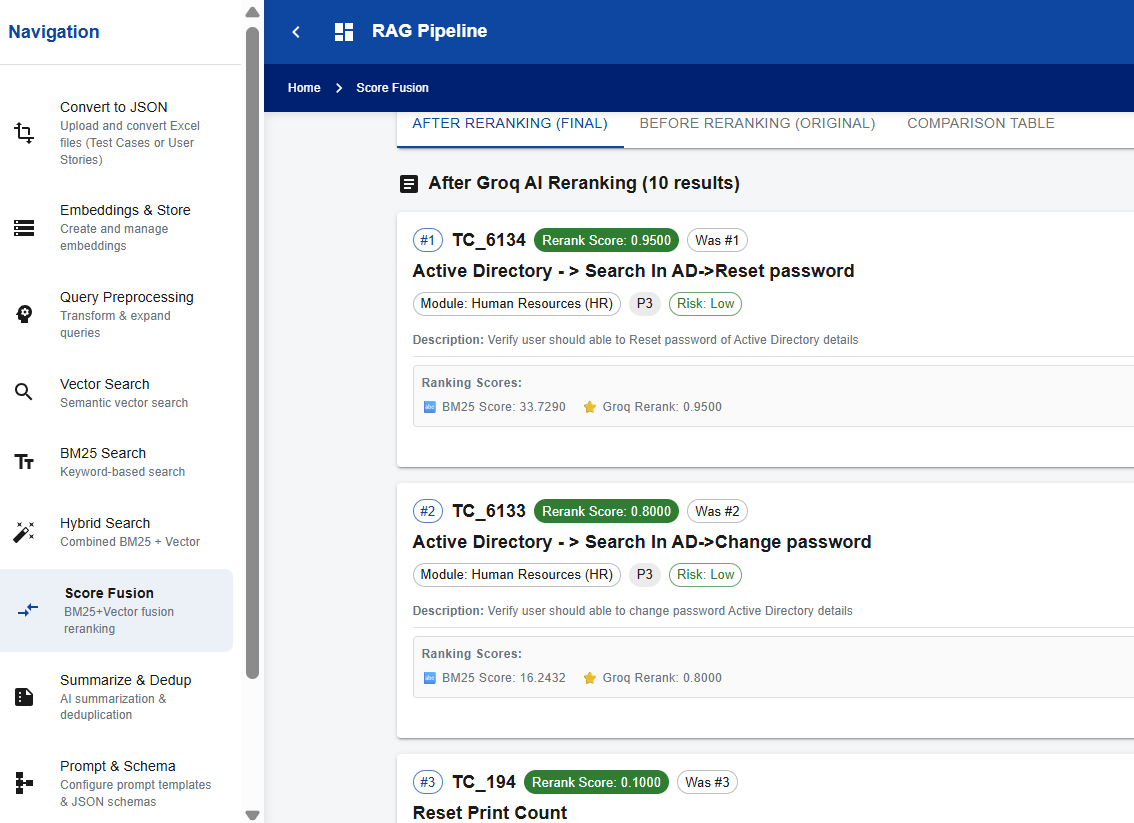 Navigation
Convert to JSON
Upload and convert Excel
files (Test Cases or User
Stories)
Embeddings & Store
Create and manage
embeddings
Query Preprocessing
Transform & expand
queries
Vector Search
Semantic vector search
BM25 Search
Keyword-based search
Hybrid Search
Combined BM25 + Vector
Score Fusion
BM25+Vector fusion
reranking
Summarize & Dedup
AI summarization &
deduplication
Prompt & Schema
Configure prompt templates
& JSON schemas
RAG Pipeline
Home > Score Fusion
AFTER RERANKING (FINAL) BEFORE RERANKING (ORIGINAL) COMPARISON TABLE
After Groq AI Reranking (10 results)
#1 TC_6134 Rerank Score: 0.9500 Was #1
Active Directory - > Search In AD->Reset password
Module: Human Resources (HR) P3 Risk: Low
Description: Verify user should able to Reset password of Active Directory details
Ranking Scores:
abc BM25 Score: 33.7290 Groq Rerank: 0.9500
#2 TC_6133 Rerank Score: 0.8000 Was #2
Active Directory - > Search In AD->Change password
Module: Human Resources (HR) P3 Risk: Low
Description: Verify user should able to change password Active Directory details
Ranking Scores:
abc BM25 Score: 16.2432 Groq Rerank: 0.8000
#3 TC_194 Rerank Score: 0.1000 Was #3
Reset Print Count